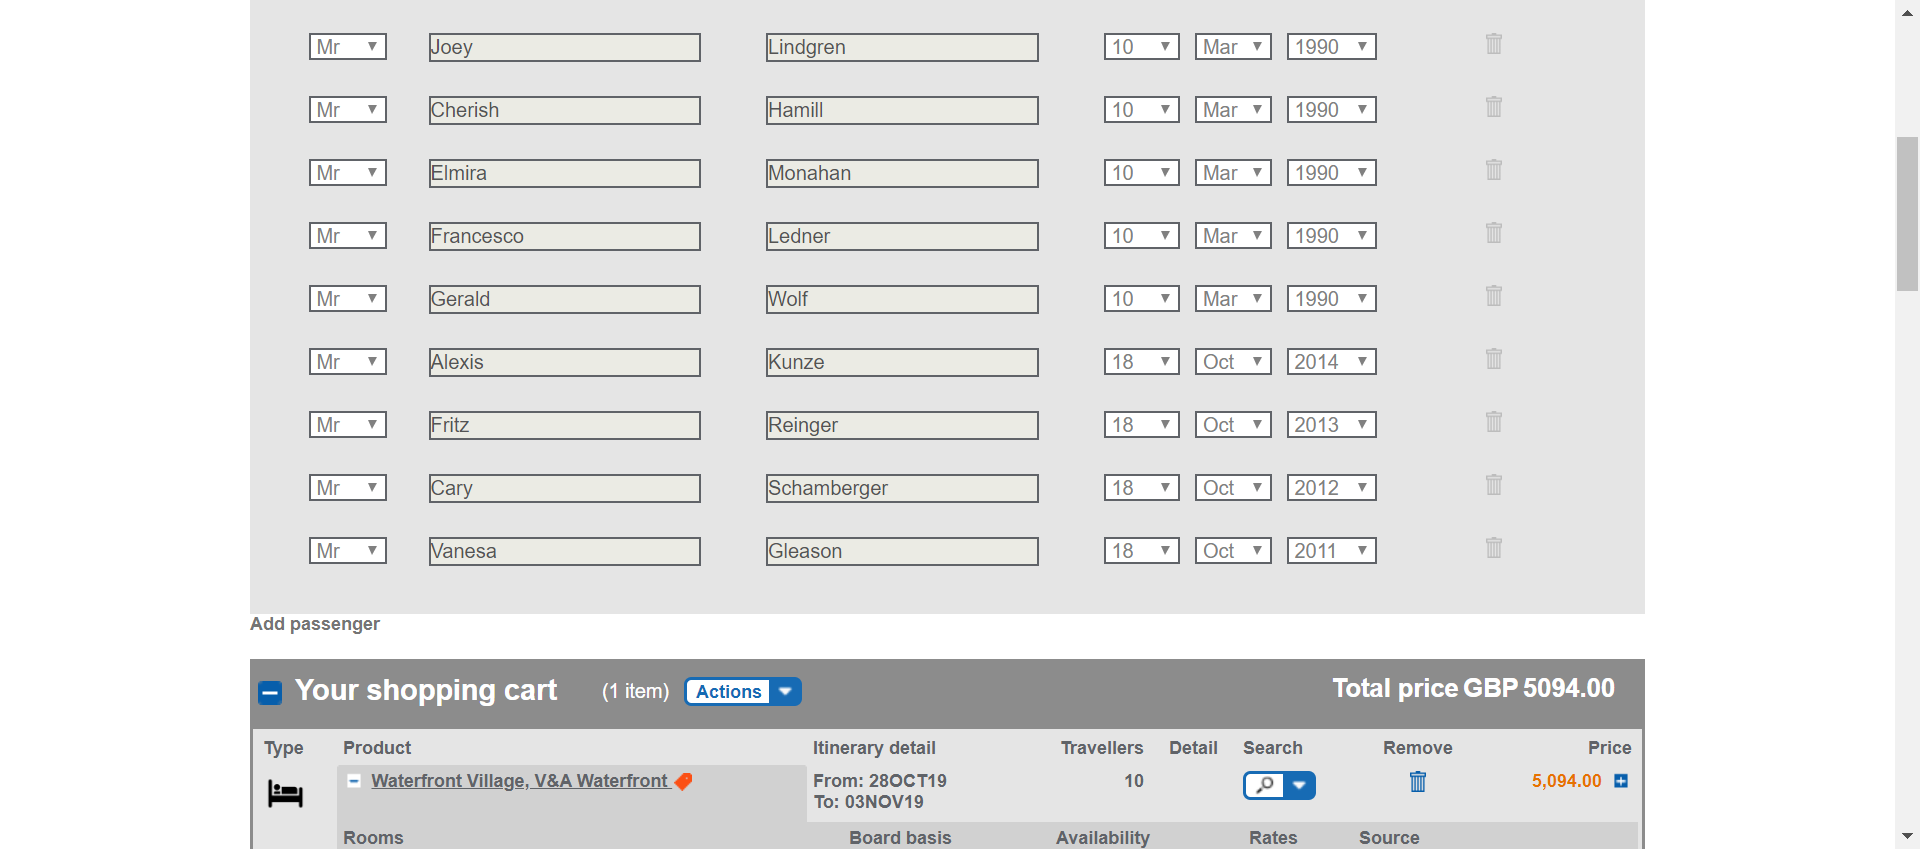 Mr Joey Lindgren 10 Mar 1990
Mr Cherish Hamill 10 Mar 1990
Mr Elmira Monahan 10 Mar 1990
Mr Francesco Ledner 10 Mar 1990
Mr Gerald Wolf 10 Mar 1990
Mr Alexis Kunze 18 Oct 2014
Mr Fritz Reinger 18 Oct 2013
Mr Cary Schamberger 18 Oct 2012
Mr Vanesa Gleason 18 Oct 2011
Add passenger
Your shopping cart (1 item) Actions Total price GBP 5094.00
Type Product Itinerary detail Travellers Detail Search Remove Price
Waterfront Village, V&A Waterfront From: 28OCT19 10 5,094.00
To: 03NOV19
Rooms Board basis Availability Rates Source